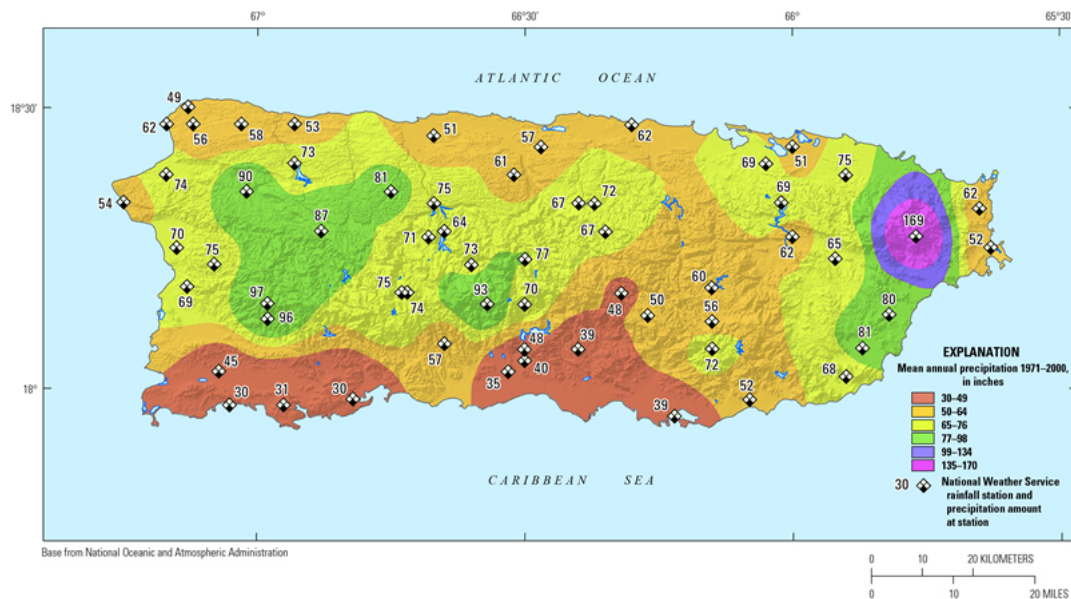 67° 66°30' 66° 65°30'
ATLANTIC OCEAN
18°30'
49
62 56 58 53
51 57 62
73 61 69 51 75
74 90 81 75 67 72 69 62
54 87 71 64 67 169
70 75 73 77 62 65 52
69 75 74 93 70 60
97 96 48 50 56 80
57 48 39 72 81
18°
45 35 40 68
30 31 30 39 52
CARIBBEAN SEA
EXPLANATION
Mean annual precipitation 1971–2000,
in inches
30–49
50–64
65–76
77–98
99–134
135–170
30 National Weather Service
rainfall station and
precipitation amount
at station
Base from National Oceanic and Atmospheric Administration
0 10 20 KILOMETERS
0 10 20 MILES